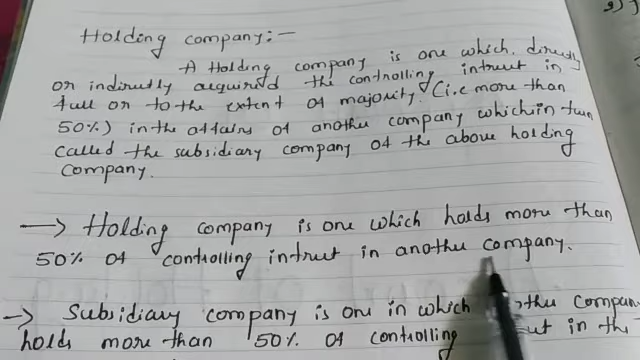 Holding company:-
A Holding company is one which directly
or indirectly acquired the controlling intrest in
full or to the extent of majority. (i.e more than
50%) in the affairs of another company which in turn
called the subsidiary company of the above holding
company.
→ Holding company is one which holds more than
50% of controlling intrest in another company.
→ Subsidiary company is one in which company
holds more than 50% of controlling in the